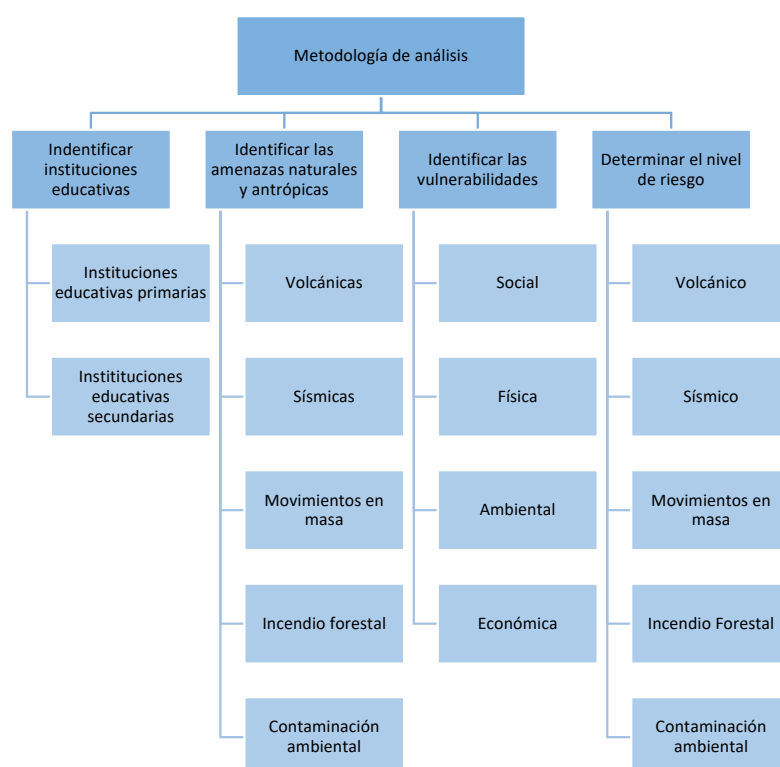 Metodología de análisis
Indentificar
instituciones
educativas
Instituciones
educativas primarias
Institituciones
educativas
secundarias
Identificar las
amenazas naturales
y antrópicas
Volcánicas
Sísmicas
Movimientos en
masa
Incendio forestal
Contaminación
ambiental
Identificar las
vulnerabilidades
Social
Física
Ambiental
Económica
Determinar el nivel
de riesgo
Volcánico
Sísmico
Movimientos en
masa
Incendio Forestal
Contaminación
ambiental